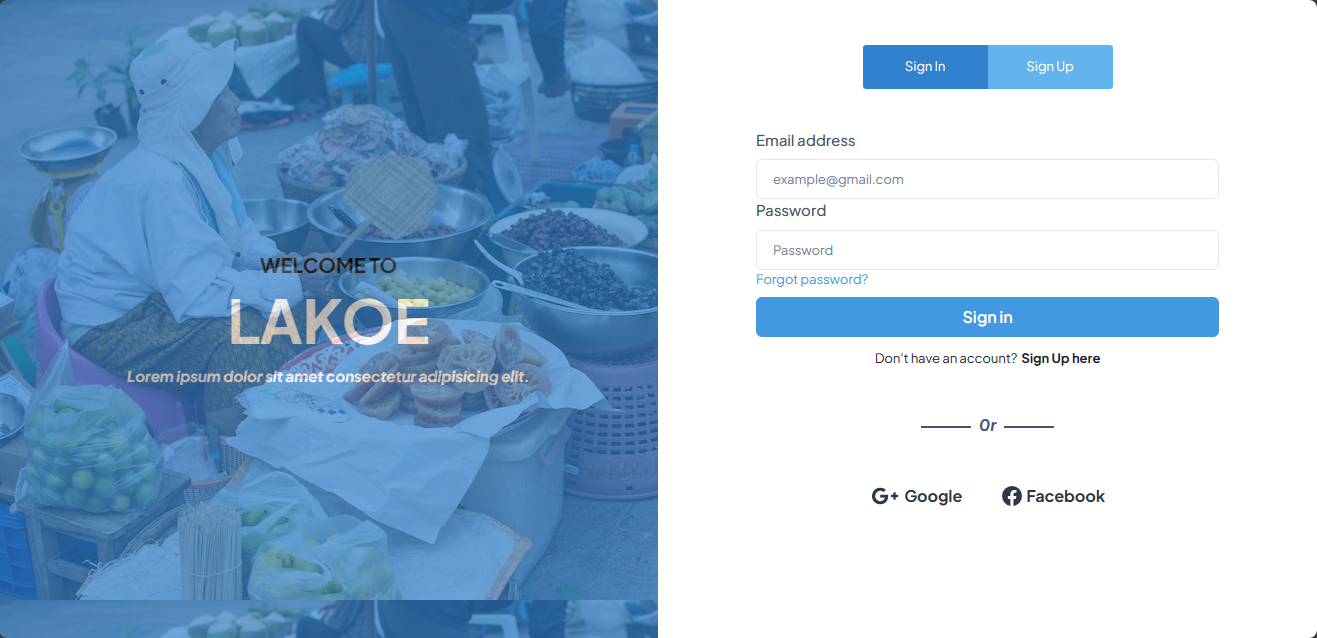 WELCOME TO
LAKOE
Lorem ipsum dolor sit amet consectetur adipisicing elit.
Sign In
Sign Up
Email address
example@gmail.com
Password
Password
Forgot password?
Sign in
Don't have an account? Sign Up here
Or
G+ Google
Facebook